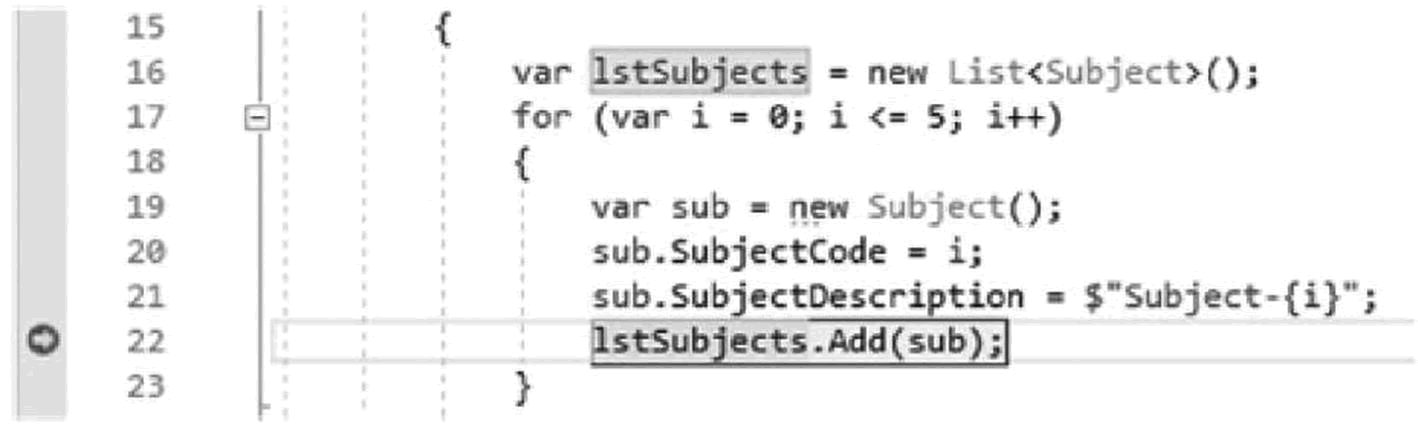 15 {
16 var lstSubjects = new List<Subject>();
17 for (var i = 0; i <= 5; i++)
18 {
19 var sub = new Subject();
20 sub.SubjectCode = i;
21 sub.SubjectDescription = $"Subject-{i}";
22 lstSubjects.Add(sub);
23 }